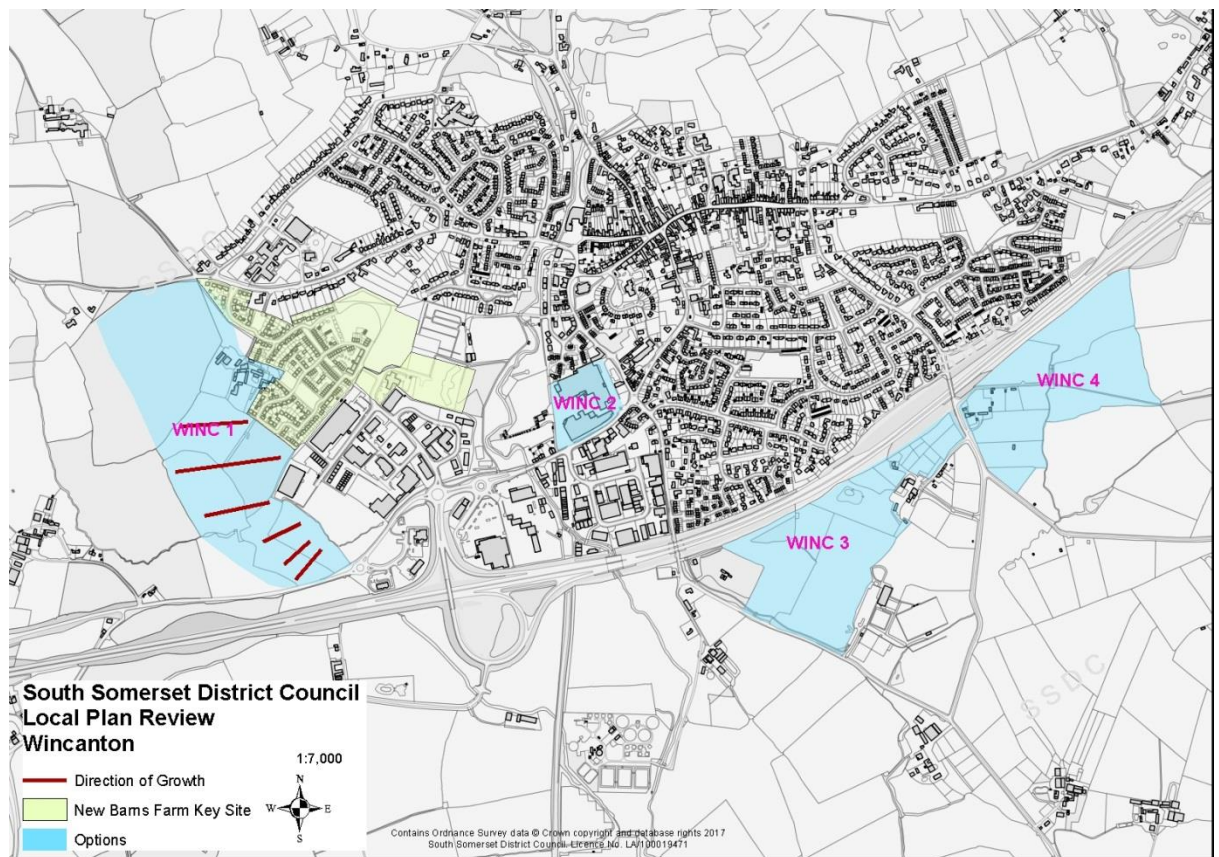 SSDC
WINC 1
WINC 2
WINC 3
WINC 4
SSDC
South Somerset District Council
Local Plan Review
Wincanton
1:7,000
Direction of Growth
New Barns Farm Key Site
Options
N
W
E
S
Contains Ordnance Survey data © Crown copyright and database rights 2017
South Somerset District Council. Licence No. LA/100019471